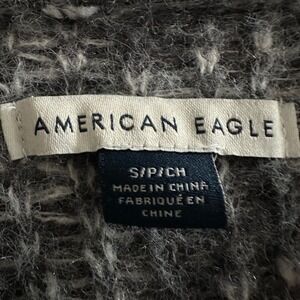 AMERICAN EAGLE
S/P/CH
MADE IN CHINA
FABRIQUÉ EN
CHINE